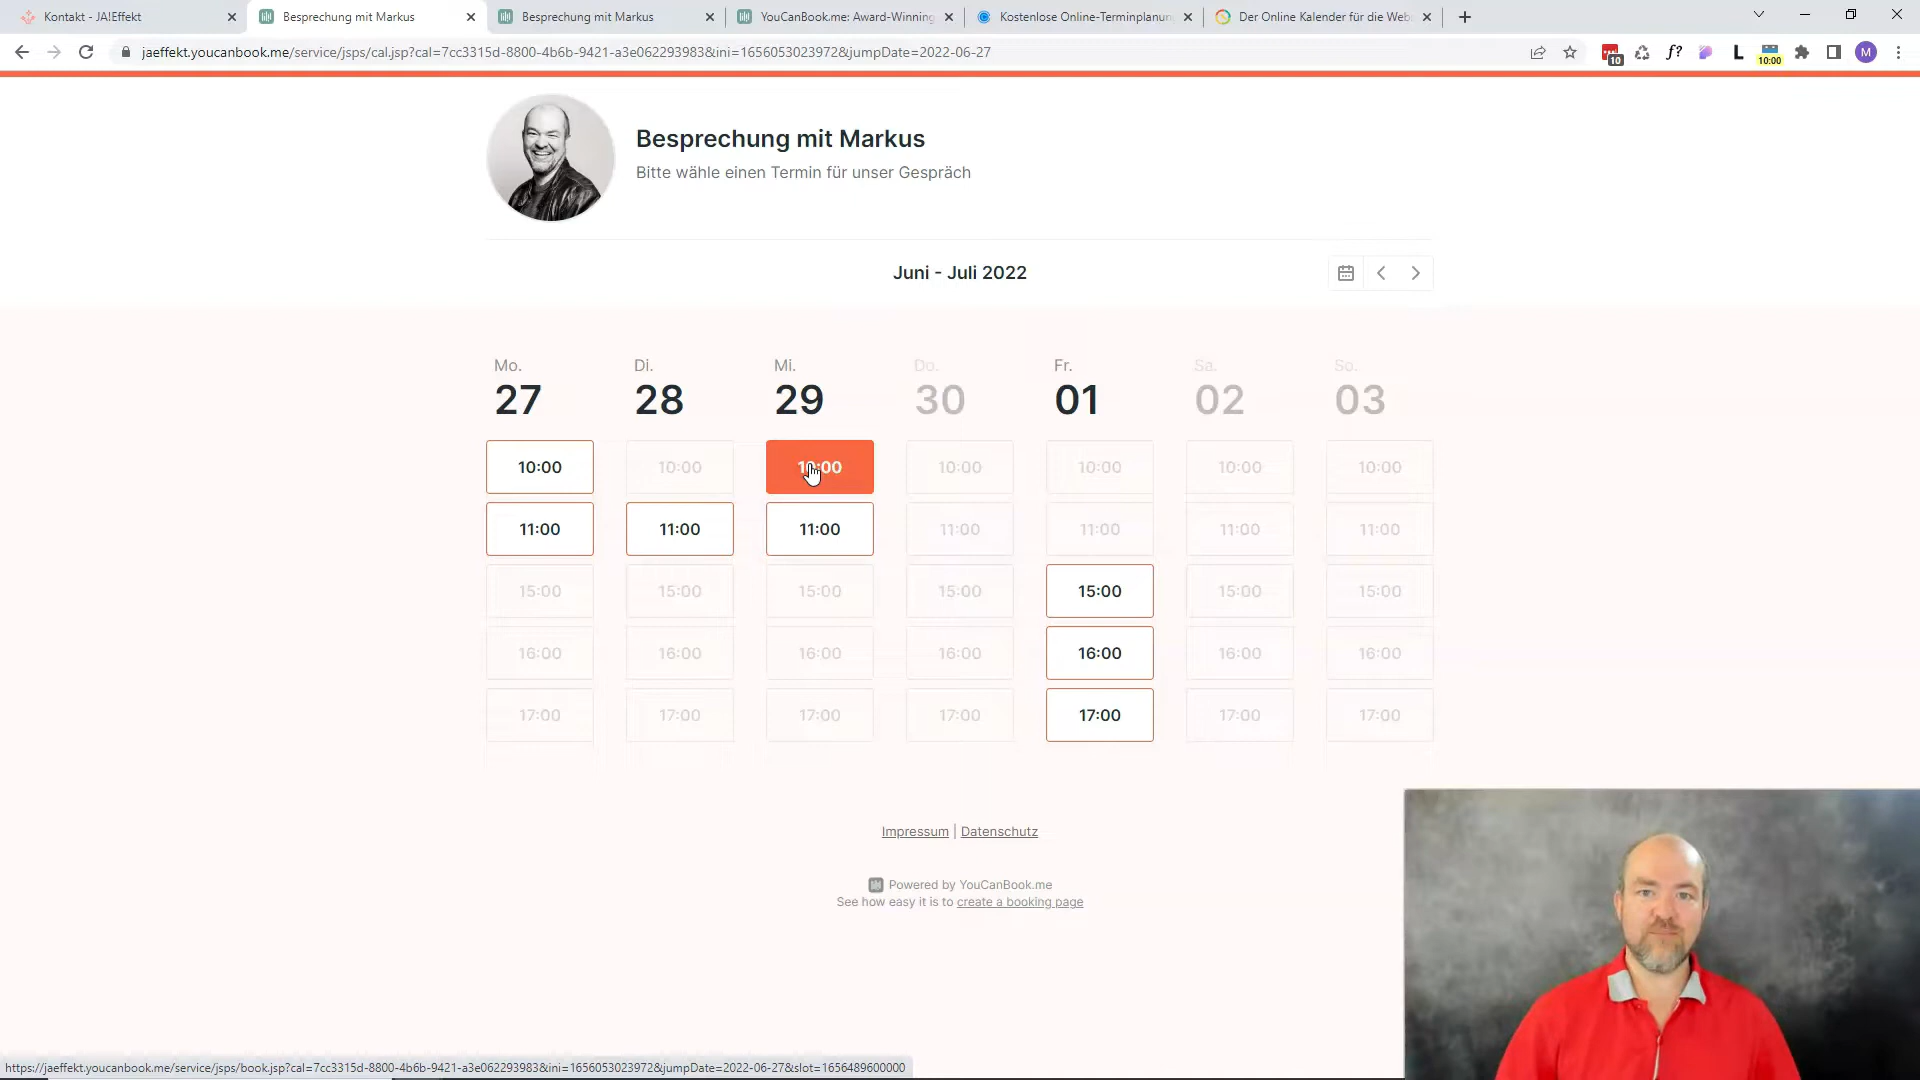 Kontakt - JA!Effekt
Besprechung mit Markus
Besprechung mit Markus
YouCanBook.me: Award-Winning
Kostenlose Online-Terminplanun
Der Online Kalender für die Web
jaeffekt.youcanbook.me/service/jsps/cal.jsp?cal=7cc3315d-8800-4b6b-9421-a3e062293983&ini=1656053023972&jumpDate=2022-06-27
10
f?
L
10:00
M
Besprechung mit Markus
Bitte wähle einen Termin für unser Gespräch
Juni - Juli 2022
Mo. Di. Mi. Do. Fr. Sa. So.
27 28 29 30 01 02 03
10:00 10:00 10:00 10:00 10:00 10:00 10:00
11:00 11:00 11:00 11:00 11:00 11:00 11:00
15:00 15:00 15:00 15:00 15:00 15:00 15:00
16:00 16:00 16:00 16:00 16:00 16:00 16:00
17:00 17:00 17:00 17:00 17:00 17:00 17:00
Impressum | Datenschutz
Powered by YouCanBook.me
See how easy it is to create a booking page
https://jaeffekt.youcanbook.me/service/jsps/book.jsp?cal=7cc3315d-8800-4b6b-9421-a3e062293983&ini=1656053023972&jumpDate=2022-06-27&slot=1656489600000